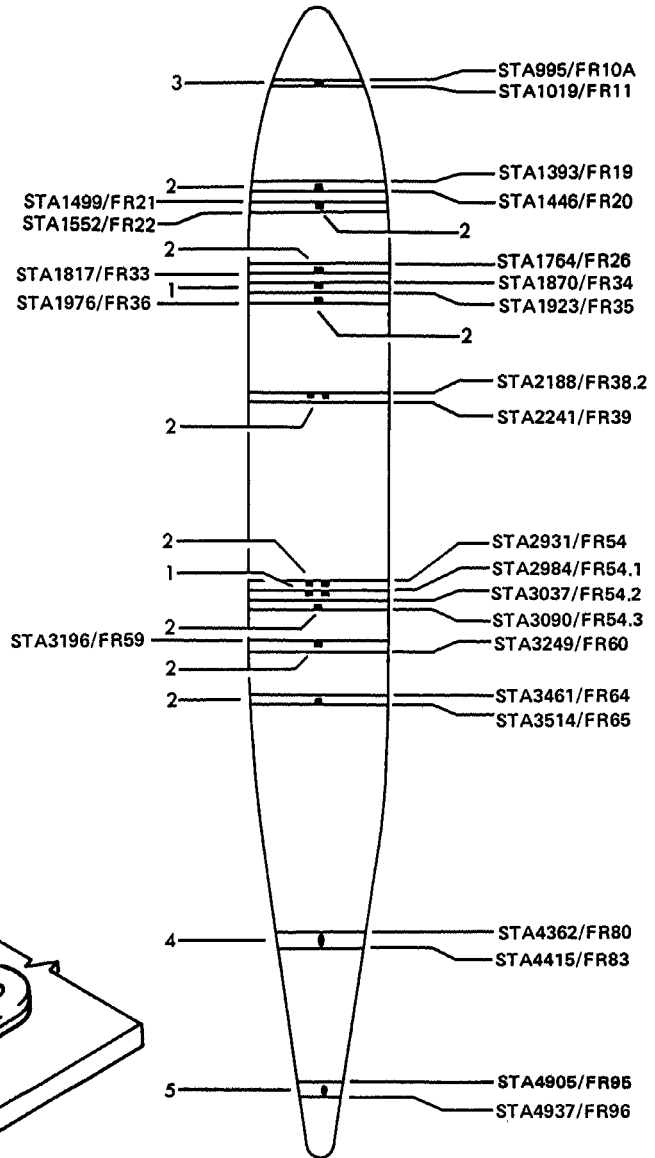 STA995/FR10A
3
STA1019/FR11
STA1393/FR19
2
STA1499/FR21
STA1446/FR20
STA1552/FR22
2
2
STA1764/FR26
STA1817/FR33
STA1870/FR34
1
STA1976/FR36
STA1923/FR35
2
STA2188/FR38.2
STA2241/FR39
2
2
STA2931/FR54
1
STA2984/FR54.1
STA3037/FR54.2
2
STA3090/FR54.3
STA3196/FR59
STA3249/FR60
2
STA3461/FR64
2
STA3514/FR65
STA4362/FR80
4
STA4415/FR83
STA4905/FR95
5
STA4937/FR96